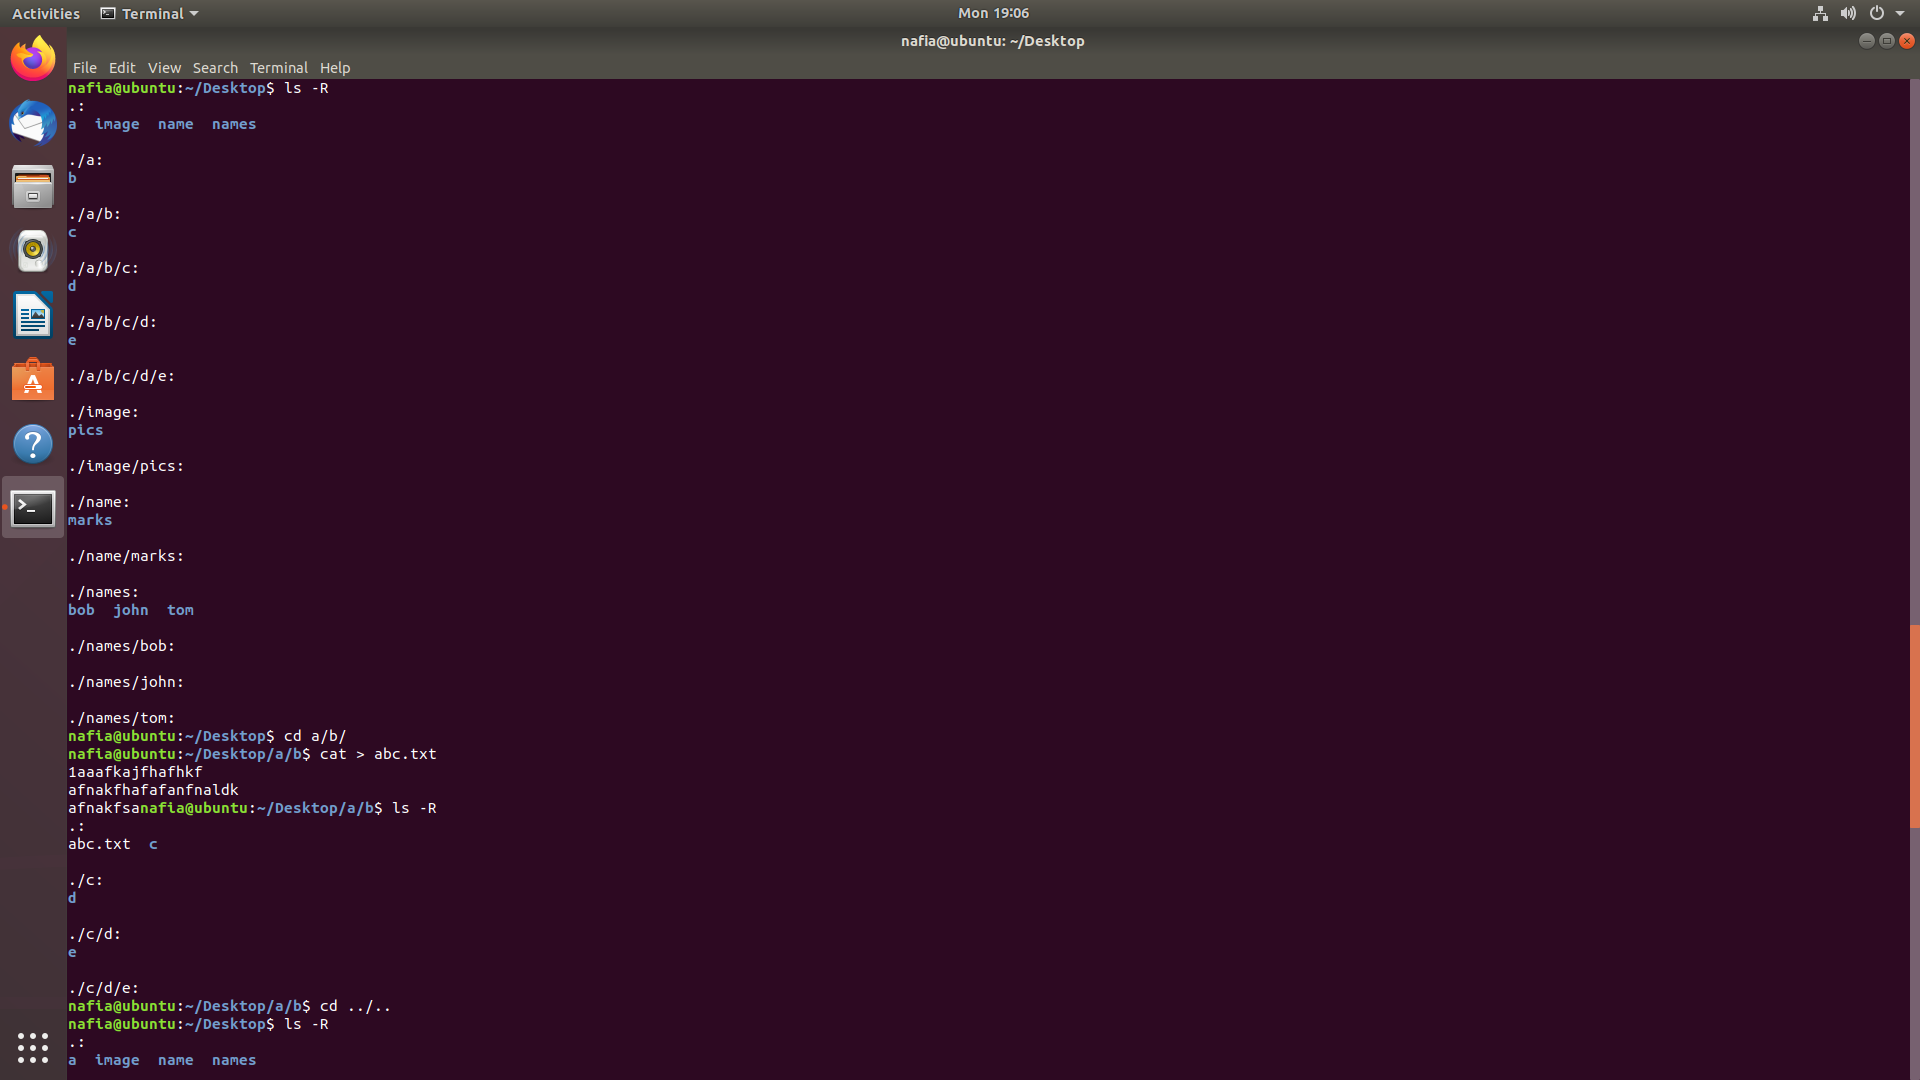 Activities Terminal Mon 19:06
nafia@ubuntu: ~/Desktop
File Edit View Search Terminal Help
nafia@ubuntu:~/Desktop$ ls -R
.:
a image name names
./a:
b
./a/b:
c
./a/b/c:
d
./a/b/c/d:
e
./a/b/c/d/e:
./image:
pics
./image/pics:
./name:
marks
./name/marks:
./names:
bob john tom
./names/bob:
./names/john:
./names/tom:
nafia@ubuntu:~/Desktop$ cd a/b/
nafia@ubuntu:~/Desktop/a/b$ cat > abc.txt
1aaafkajfhafhkf
afnakfhafafanfnaldk
afnakfsanafia@ubuntu:~/Desktop/a/b$ ls -R
.:
abc.txt c
./c:
d
./c/d:
e
./c/d/e:
nafia@ubuntu:~/Desktop/a/b$ cd ../..
nafia@ubuntu:~/Desktop$ ls -R
.:
a image name names